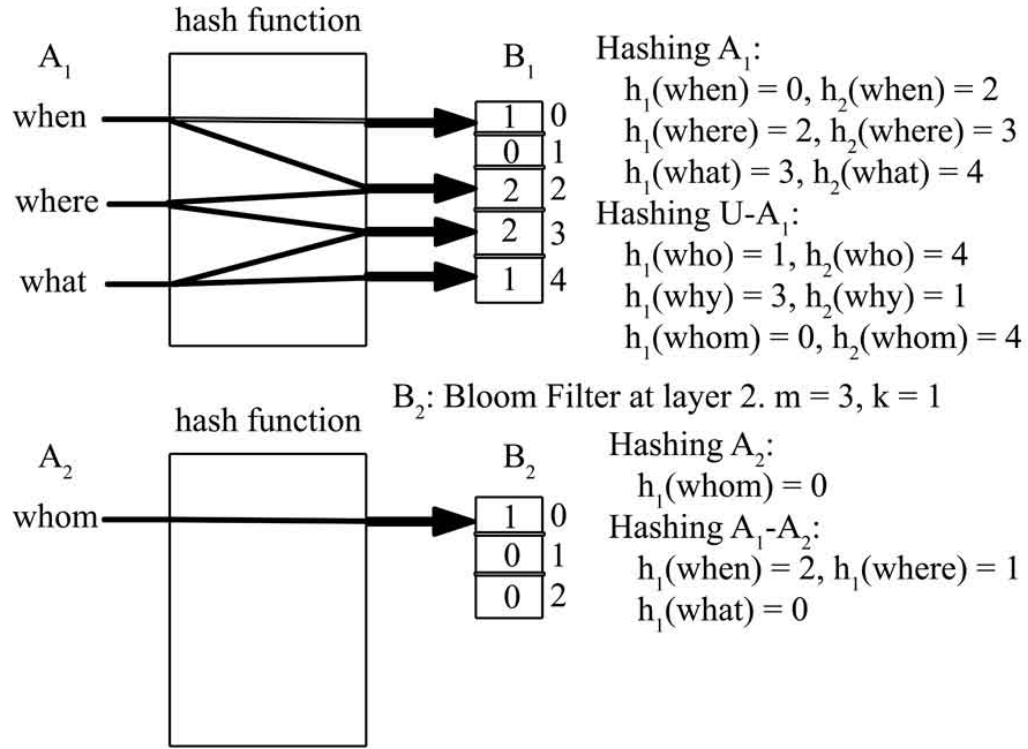 hash function
A₁
B₁
when
where
what
1 0
0 1
2 2
2 3
1 4
Hashing A₁:
h₁(when) = 0, h₂(when) = 2
h₁(where) = 2, h₂(where) = 3
h₁(what) = 3, h₂(what) = 4
Hashing U-A₁:
h₁(who) = 1, h₂(who) = 4
h₁(why) = 3, h₂(why) = 1
h₁(whom) = 0, h₂(whom) = 4
B₂: Bloom Filter at layer 2. m = 3, k = 1
hash function
A₂
B₂
whom
1 0
0 1
0 2
Hashing A₂:
h₁(whom) = 0
Hashing A₁-A₂:
h₁(when) = 2, h₁(where) = 1
h₁(what) = 0